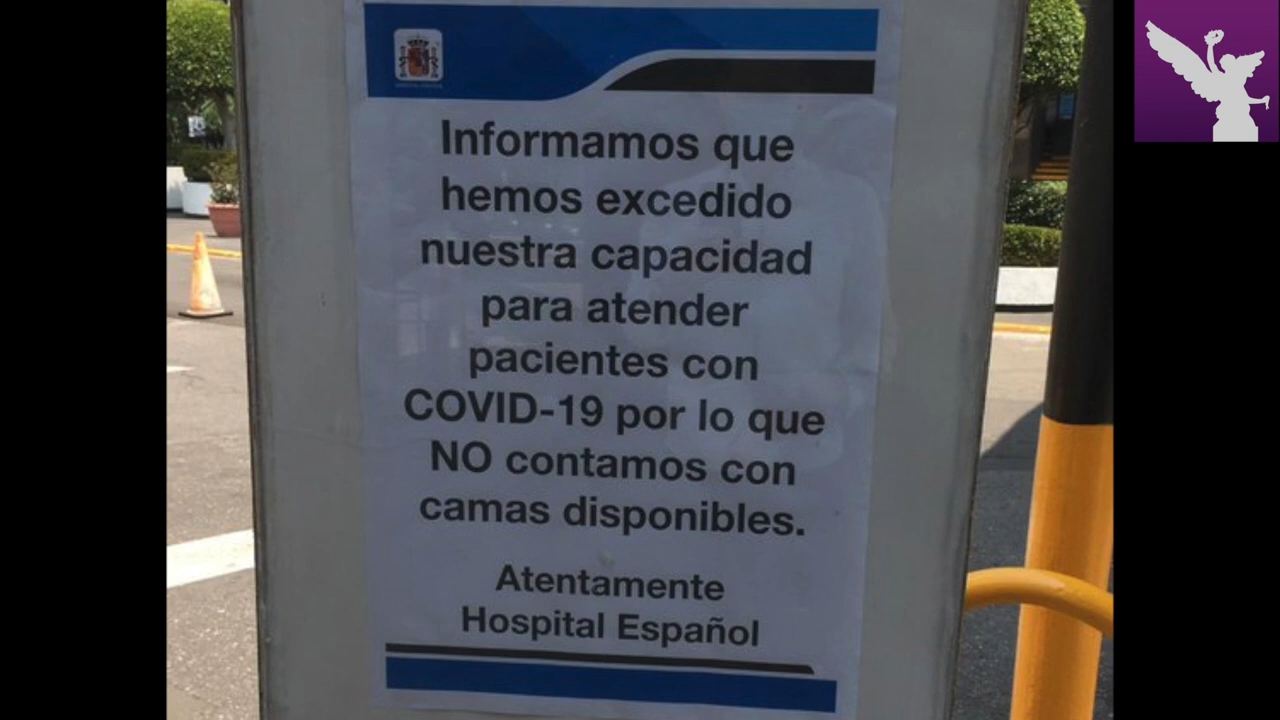 Informamos que
hemos excedido
nuestra capacidad
para atender
pacientes con
COVID-19 por lo que
NO contamos con
camas disponibles.
Atentamente
Hospital Español